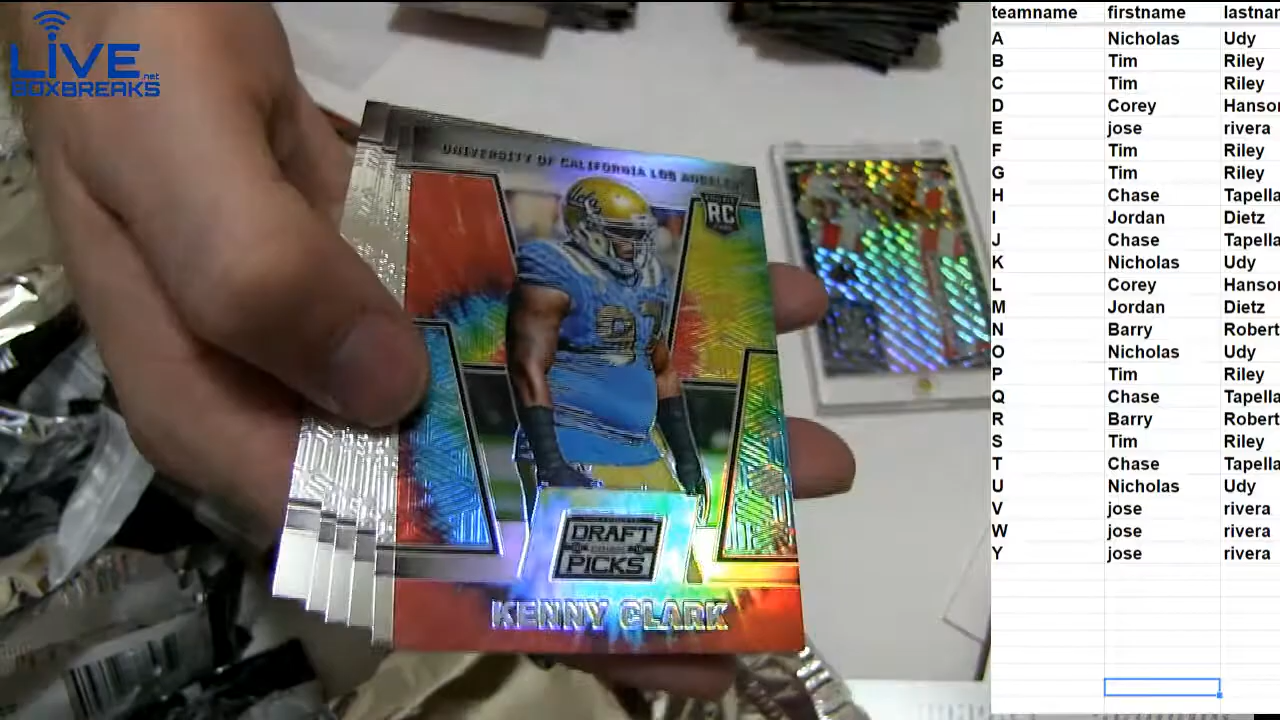 LIVE
.net
BOXBREAKS
UNIVERSITY OF CALIFORNIA LOS ANGELES
RC
DRAFT
PICKS
KENNY CLARK
teamname firstname lastnar
A Nicholas Udy
B Tim Riley
C Tim Riley
D Corey Hansor
E jose rivera
F Tim Riley
G Tim Riley
H Chase Tapella
I Jordan Dietz
J Chase Tapella
K Nicholas Udy
L Corey Hansor
M Jordan Dietz
N Barry Robert
O Nicholas Udy
P Tim Riley
Q Chase Tapella
R Barry Robert
S Tim Riley
T Chase Tapella
U Nicholas Udy
V jose rivera
W jose rivera
Y jose rivera